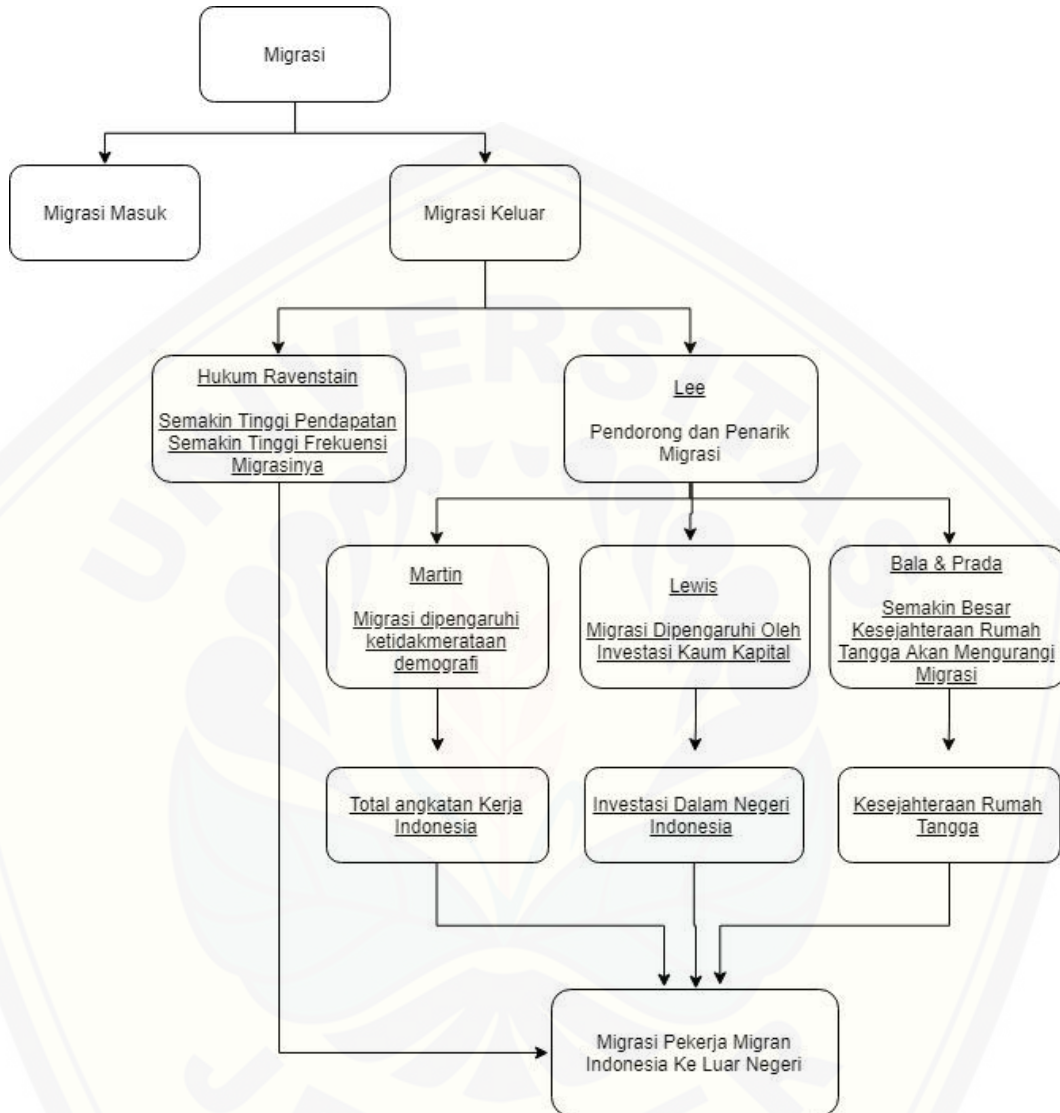 Migrasi
Migrasi Masuk
Migrasi Keluar
Hukum Ravenstain
Semakin Tinggi Pendapatan
Semakin Tinggi Frekuensi
Migrasinya
Lee
Pendorong dan Penarik
Migrasi
Martin
Migrasi dipengaruhi
ketidakmerataan
demografi
Lewis
Migrasi Dipengaruhi Oleh
Investasi Kaum Kapital
Bala & Prada
Semakin Besar
Kesejahteraan Rumah
Tangga Akan Mengurangi
Migrasi
Total angkatan Kerja
Indonesia
Investasi Dalam Negeri
Indonesia
Kesejahteraan Rumah
Tangga
Migrasi Pekerja Migran
Indonesia Ke Luar Negeri
UNIVERSITAS